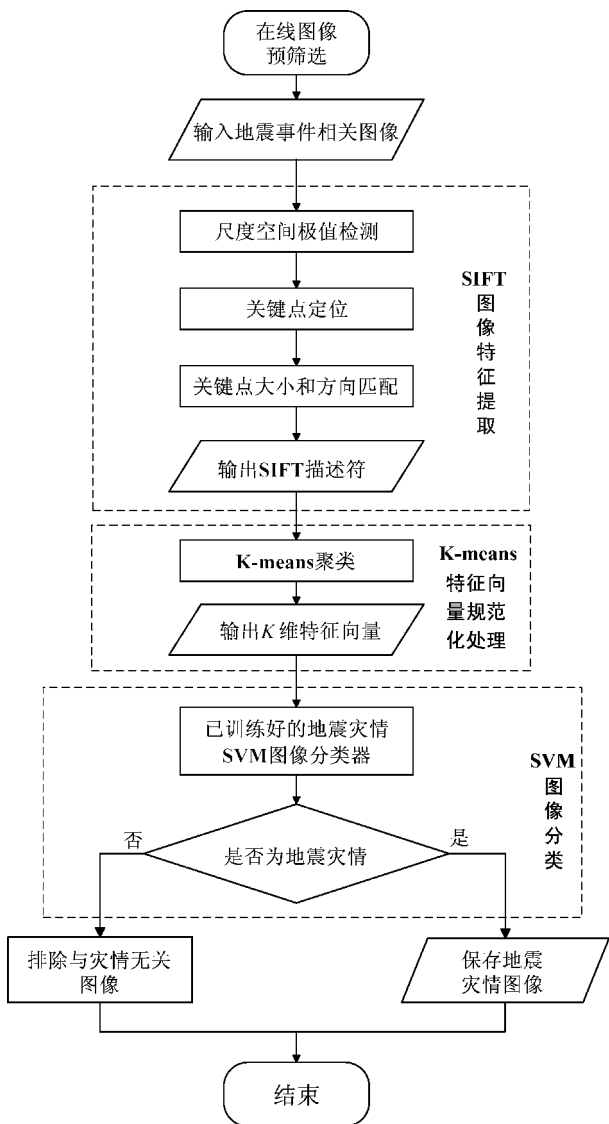 在线图像
预筛选
输入地震事件相关图像
尺度空间极值检测
关键点定位
关键点大小和方向匹配
输出SIFT描述符
SIFT
图
像
特
征
提
取
K-means聚类
输出K维特征向量
K-means
特征向
量规范
化处理
已训练好的地震灾情
SVM图像分类器
SVM
图
像
分
类
是否为地震灾情
否
是
排除与灾情无关
图像
保存地震
灾情图像
结束